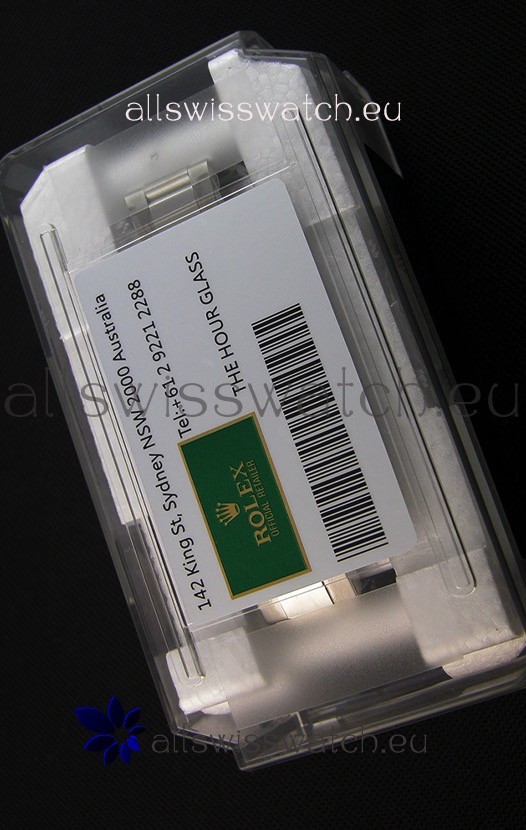 allswisswatch.eu
THE HOUR GLASS
Tel:+ 61 2 9221 2288
142 King St, Sydney NSW 2000 Australia
ROLEX
OFFICIAL RETAILER
allswisswatch.eu
allswisswatch.eu